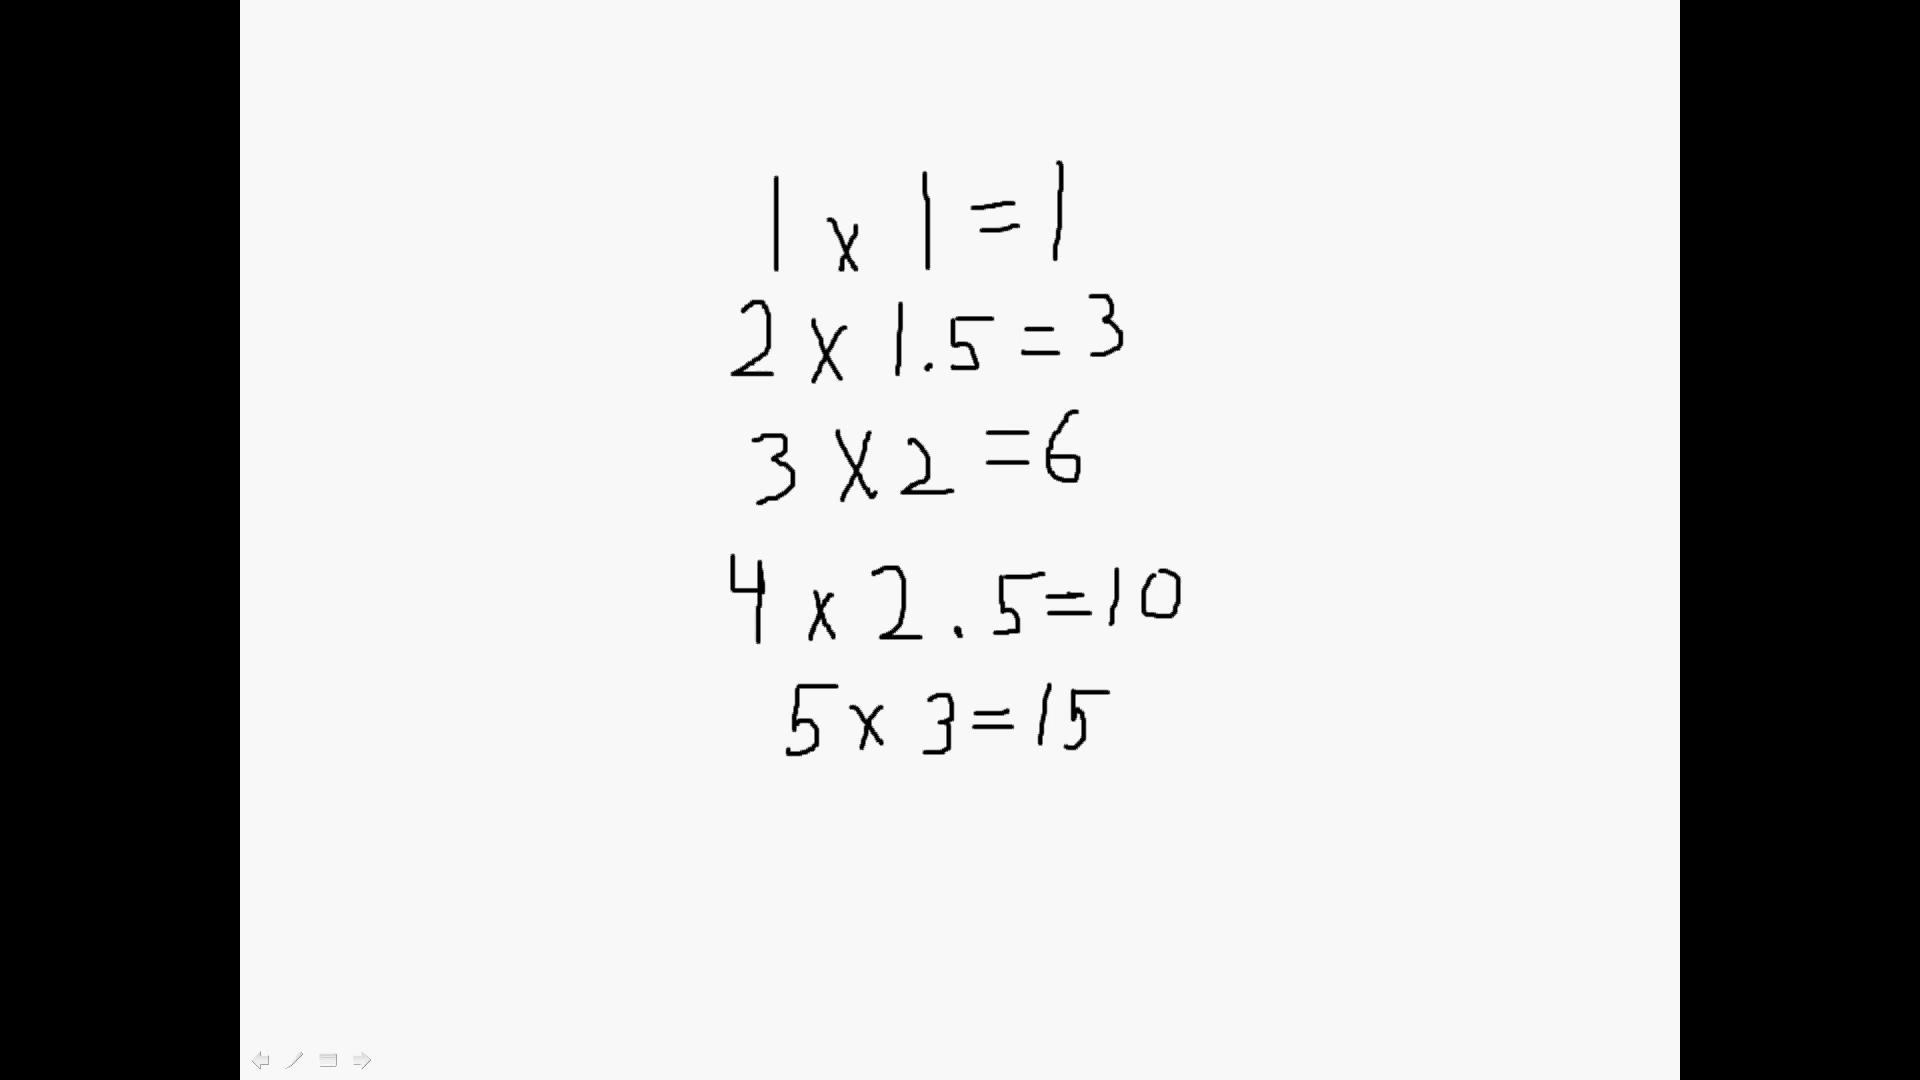 1 x 1 = 1
2 x 1.5 = 3
3 x 2 = 6
4 x 2.5 = 10
5 x 3 = 15